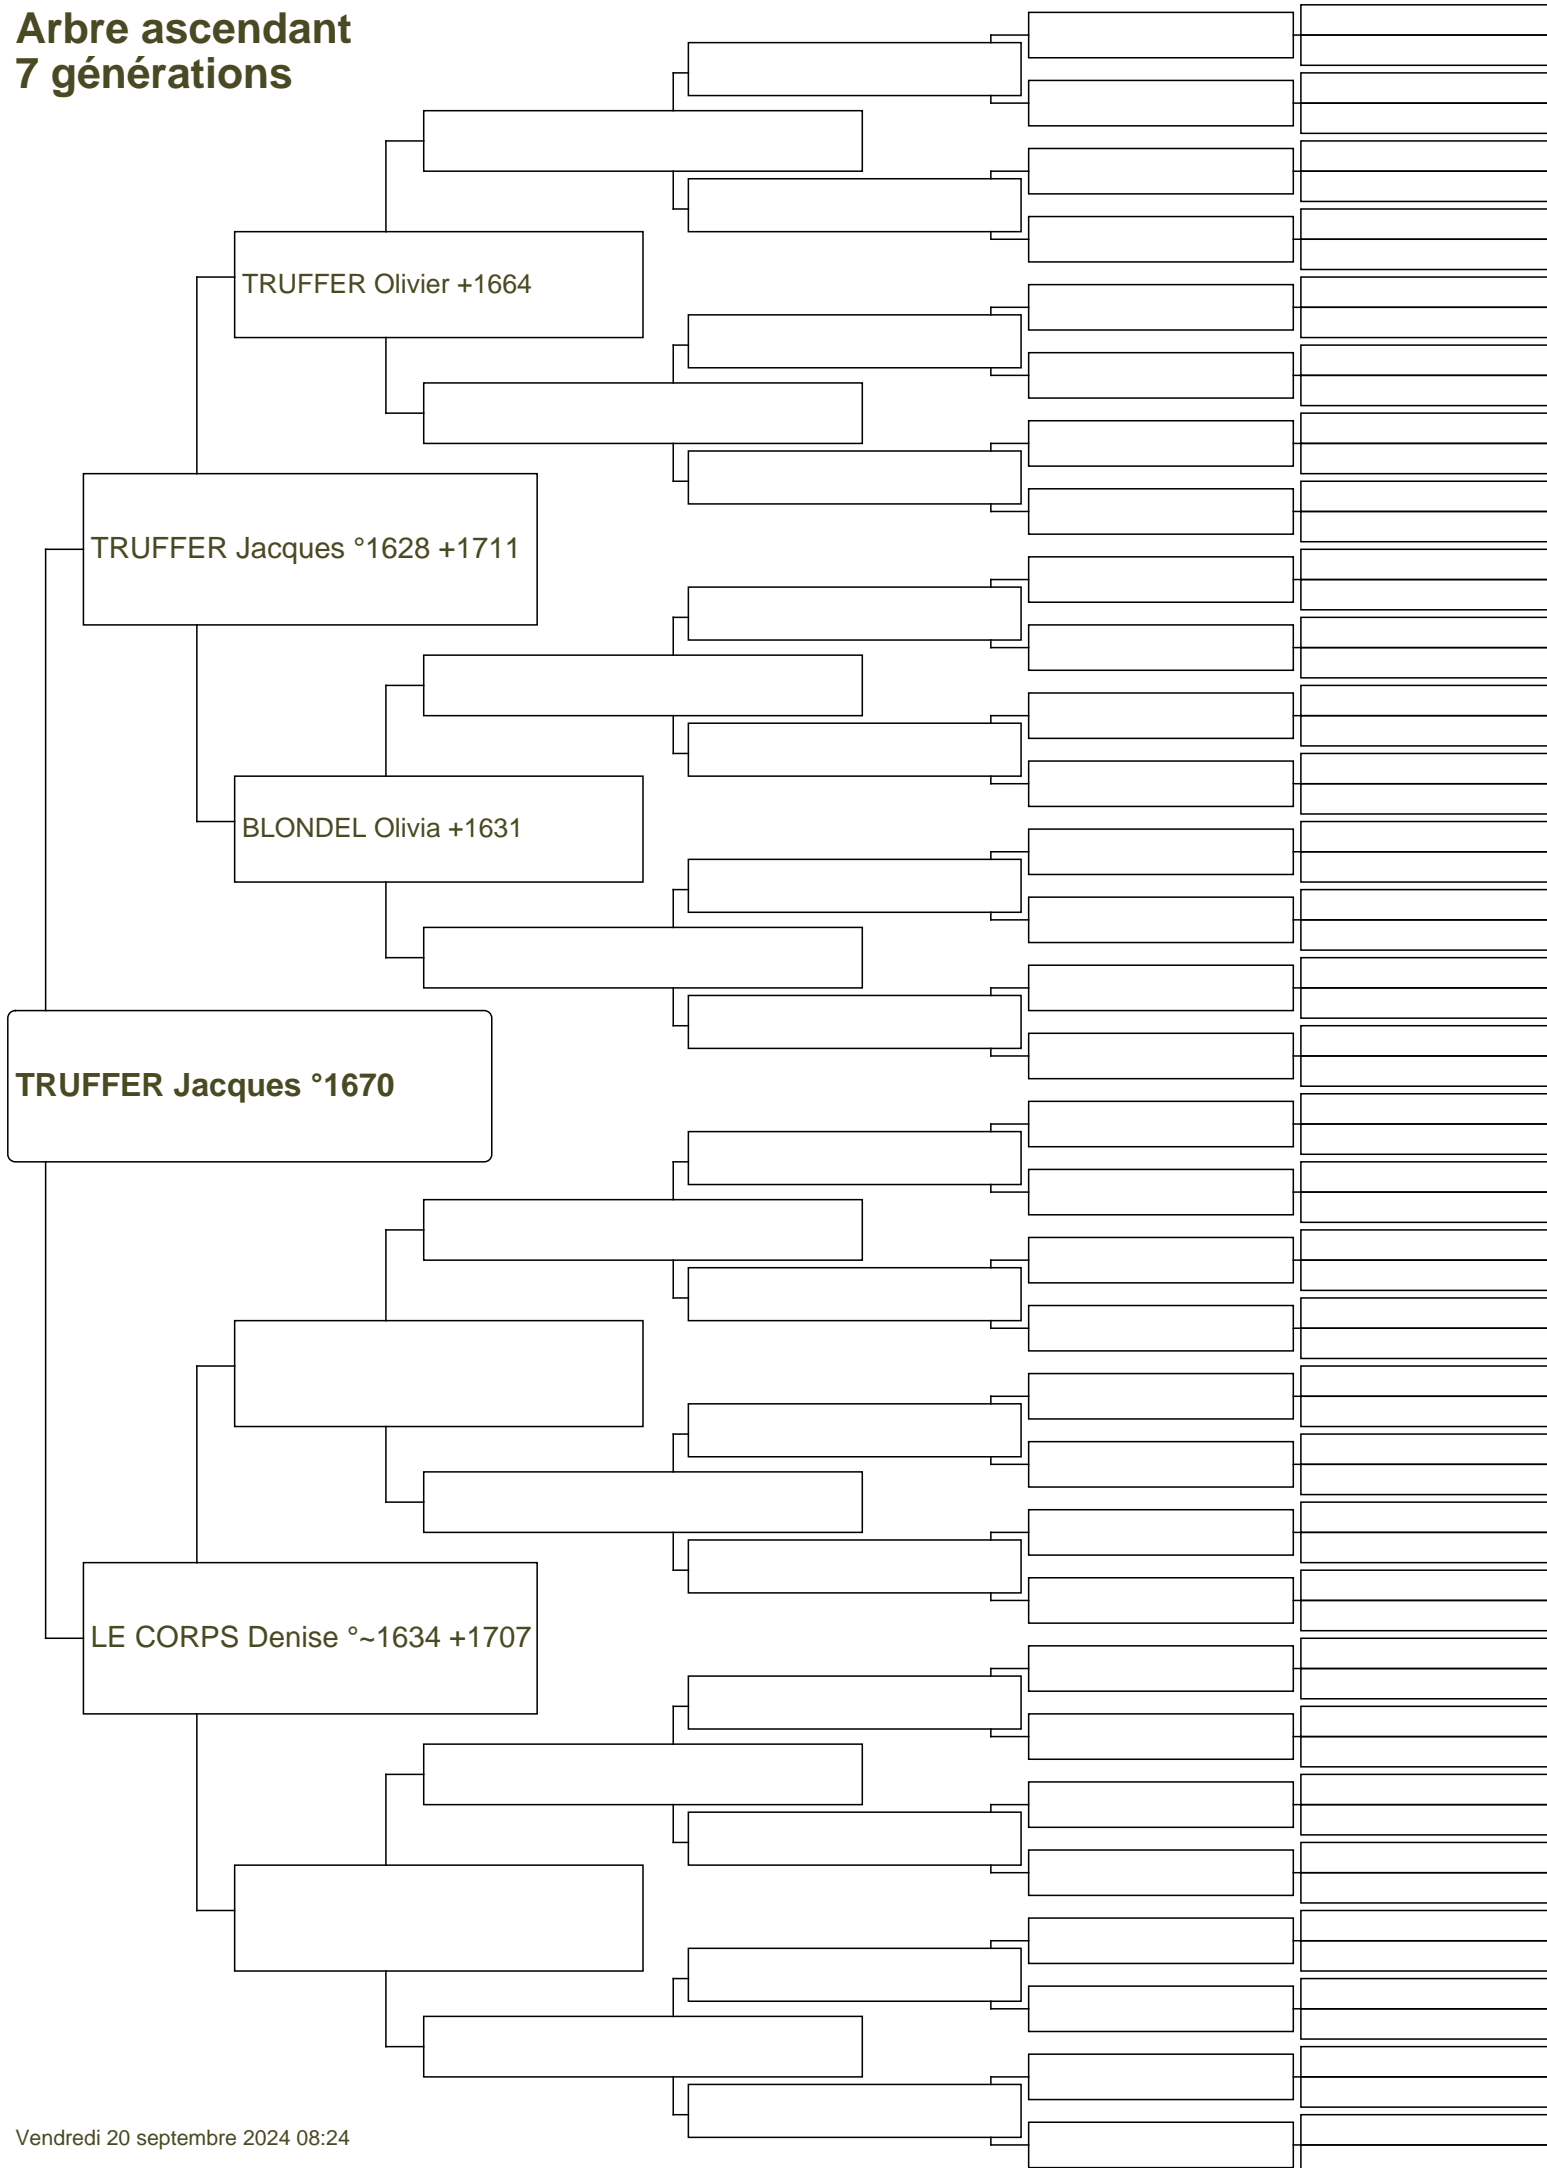 Arbre ascendant
7 générations
TRUFFER Olivier +1664
TRUFFER Jacques °1628 +1711
BLONDEL Olivia +1631
TRUFFER Jacques °1670
LE CORPS Denise °~1634 +1707
Vendredi 20 septembre 2024 08:24